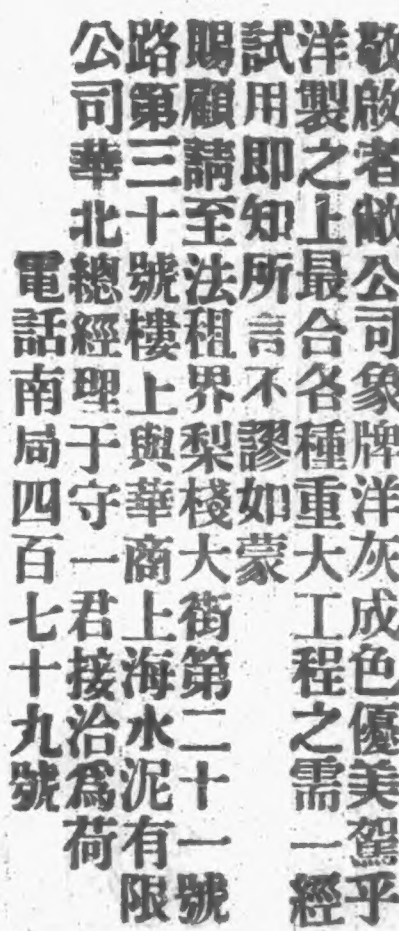 敬啟者敝公司象牌洋灰成色優美駕乎
洋製之上最合各種重大工程之需一經
試用即知所言不謬如蒙
賜顧請至法租界梨棧大街第二十一號
路第三十號樓上與華商上海水泥有限
公司華北總經理于守一君接洽爲荷
電話南局四百七十九號